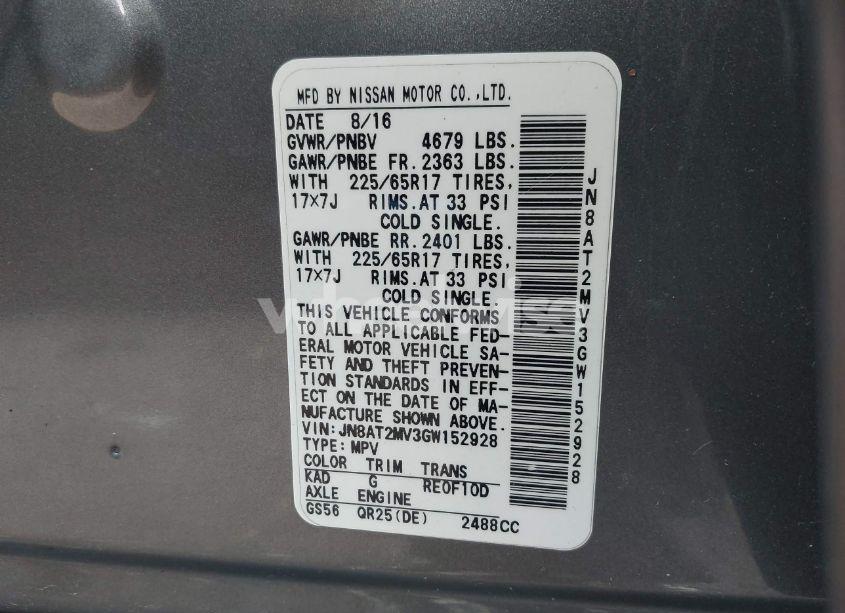 MFD BY NISSAN MOTOR CO.,LTD.
DATE 8/16
GVWR/PNBV 4679 LBS.
GAWR/PNBE FR. 2363 LBS.
WITH 225/65R17 TIRES,
17×7J RIMS.AT 33 PSI
COLD SINGLE.
GAWR/PNBE RR. 2401 LBS.
WITH 225/65R17 TIRES,
17×7J RIMS.AT 33 PSI
COLD SINGLE.
THIS VEHICLE CONFORMS
TO ALL APPLICABLE FED-
ERAL MOTOR VEHICLE SA-
FETY AND THEFT PREVEN-
TION STANDARDS IN EFF-
ECT ON THE DATE OF MA-
NUFACTURE SHOWN ABOVE.
VIN:JN8AT2MV3GW152928
TYPE:MPV
COLOR TRIM TRANS
KAD G RE0F10D
AXLE ENGINE
GS56 QR25(DE) 2488CC
JN8AT2MV3GW152928